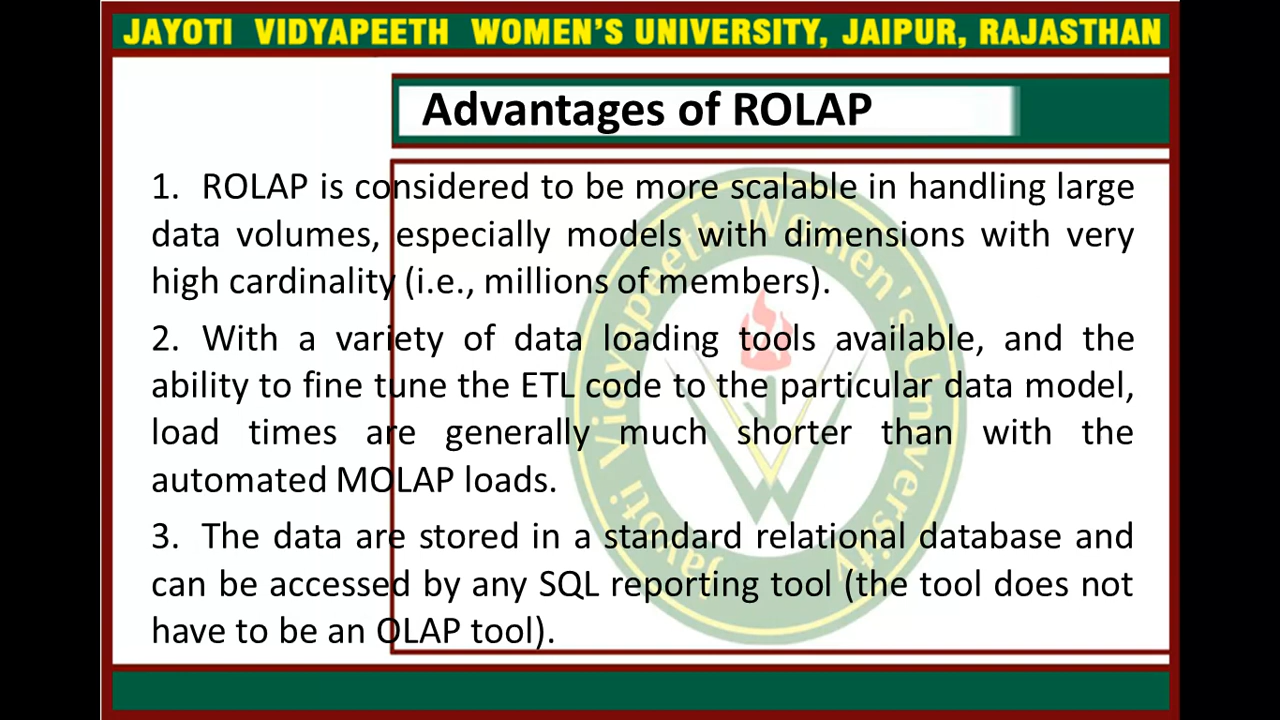 JAYOTI VIDYAPEETH WOMEN'S UNIVERSITY, JAIPUR, RAJASTHAN
Advantages of ROLAP
1. ROLAP is considered to be more scalable in handling large
data volumes, especially models with dimensions with very
high cardinality (i.e., millions of members).
2. With a variety of data loading tools available, and the
ability to fine tune the ETL code to the particular data model,
load times are generally much shorter than with the
automated MOLAP loads.
3. The data are stored in a standard relational database and
can be accessed by any SQL reporting tool (the tool does not
have to be an OLAP tool).
Jayoti Vidyapeeth Women's University